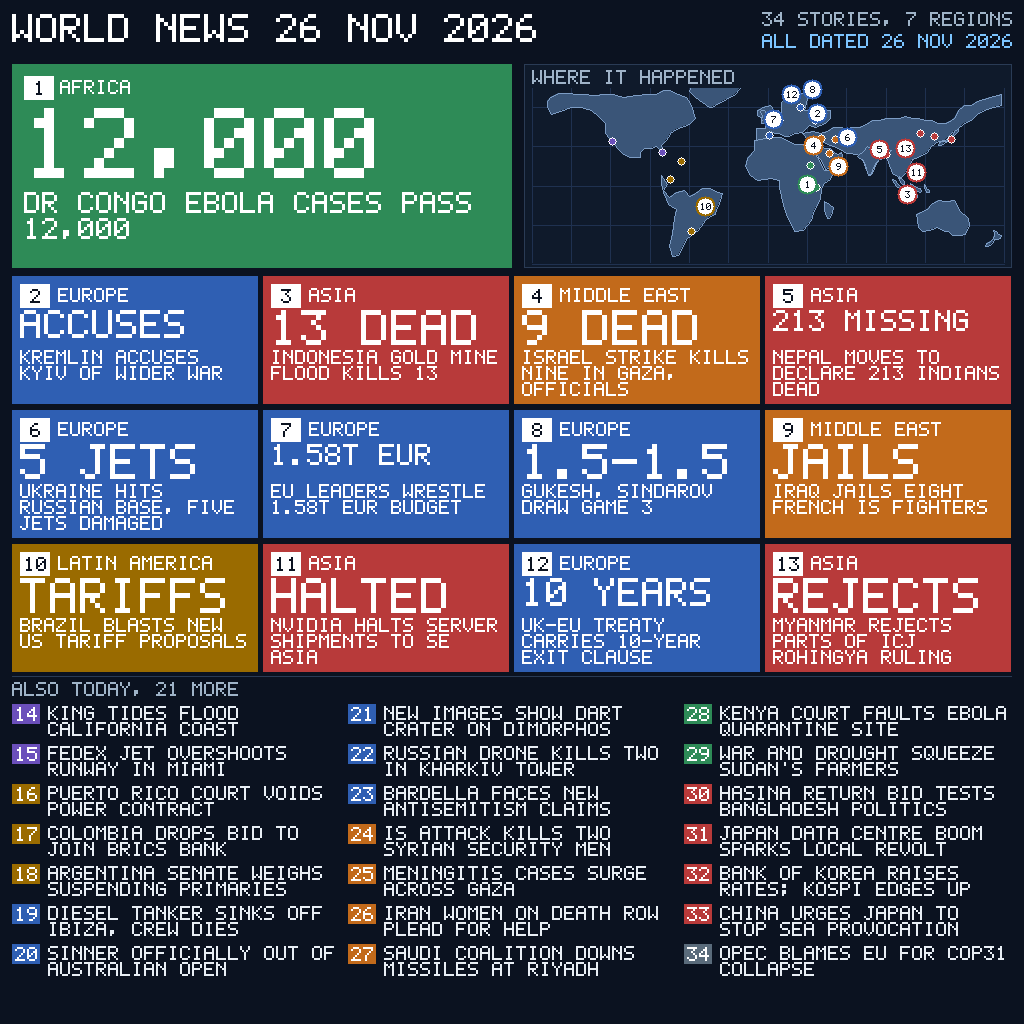 WORLD NEWS 26 NOV 2026
34 STORIES, 7 REGIONS
ALL DATED 26 NOV 2026
1 AFRICA
12,000
DR CONGO EBOLA CASES PASS
12,000
WHERE IT HAPPENED
12
8
7
2
4
6
9
5
13
11
3
1
10
2 EUROPE
ACCUSES
KREMLIN ACCUSES
KYIV OF WIDER WAR
3 ASIA
13 DEAD
INDONESIA GOLD MINE
FLOOD KILLS 13
4 MIDDLE EAST
9 DEAD
ISRAEL STRIKE KILLS
NINE IN GAZA,
OFFICIALS
5 ASIA
213 MISSING
NEPAL MOVES TO
DECLARE 213 INDIANS
DEAD
6 EUROPE
5 JETS
UKRAINE HITS
RUSSIAN BASE, FIVE
JETS DAMAGED
7 EUROPE
1.58T EUR
EU LEADERS WRESTLE
1.58T EUR BUDGET
8 EUROPE
1.5-1.5
GUKESH, SINDAROV
DRAW GAME 3
9 MIDDLE EAST
JAILS
IRAQ JAILS EIGHT
FRENCH IS FIGHTERS
10 LATIN AMERICA
TARIFFS
BRAZIL BLASTS NEW
US TARIFF PROPOSALS
11 ASIA
HALTED
NVIDIA HALTS SERVER
SHIPMENTS TO SE
ASIA
12 EUROPE
10 YEARS
UK-EU TREATY
CARRIES 10-YEAR
EXIT CLAUSE
13 ASIA
REJECTS
MYANMAR REJECTS
PARTS OF ICJ
ROHINGYA RULING
ALSO TODAY, 21 MORE
14 KING TIDES FLOOD
CALIFORNIA COAST
15 FEDEX JET OVERSHOOTS
RUNWAY IN MIAMI
16 PUERTO RICO COURT VOIDS
POWER CONTRACT
17 COLOMBIA DROPS BID TO
JOIN BRICS BANK
18 ARGENTINA SENATE WEIGHS
SUSPENDING PRIMARIES
19 DIESEL TANKER SINKS OFF
IBIZA, CREW DIES
20 SINNER OFFICIALLY OUT OF
AUSTRALIAN OPEN
21 NEW IMAGES SHOW DART
CRATER ON DIMORPHOS
22 RUSSIAN DRONE KILLS TWO
IN KHARKIV TOWER
23 BARDELLA FACES NEW
ANTISEMITISM CLAIMS
24 IS ATTACK KILLS TWO
SYRIAN SECURITY MEN
25 MENINGITIS CASES SURGE
ACROSS GAZA
26 IRAN WOMEN ON DEATH ROW
PLEAD FOR HELP
27 SAUDI COALITION DOWNS
MISSILES AT RIYADH
28 KENYA COURT FAULTS EBOLA
QUARANTINE SITE
29 WAR AND DROUGHT SQUEEZE
SUDAN'S FARMERS
30 HASINA RETURN BID TESTS
BANGLADESH POLITICS
31 JAPAN DATA CENTRE BOOM
SPARKS LOCAL REVOLT
32 BANK OF KOREA RAISES
RATES; KOSPI EDGES UP
33 CHINA URGES JAPAN TO
STOP SEA PROVOCATION
34 OPEC BLAMES EU FOR COP31
COLLAPSE